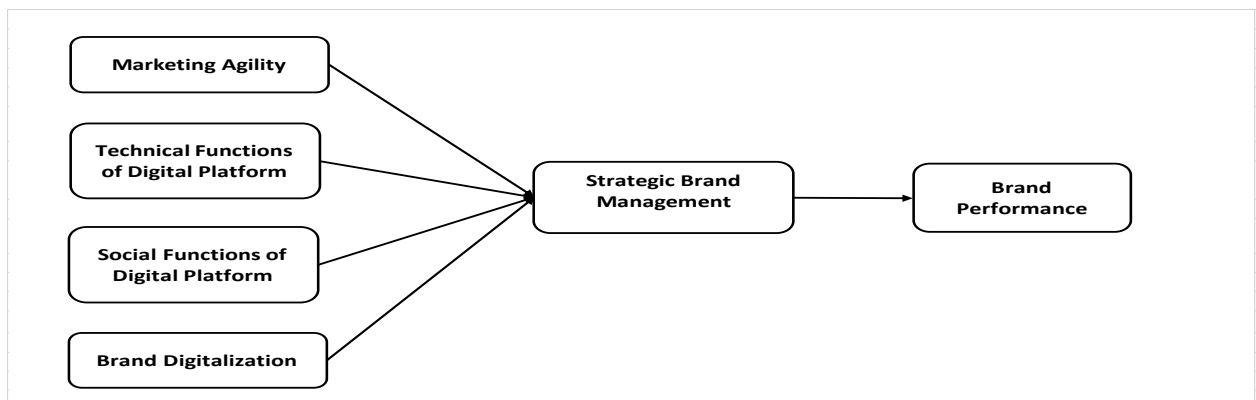 Marketing Agility
Technical Functions
of Digital Platform
Social Functions of
Digital Platform
Brand Digitalization
Strategic Brand
Management
Brand
Performance